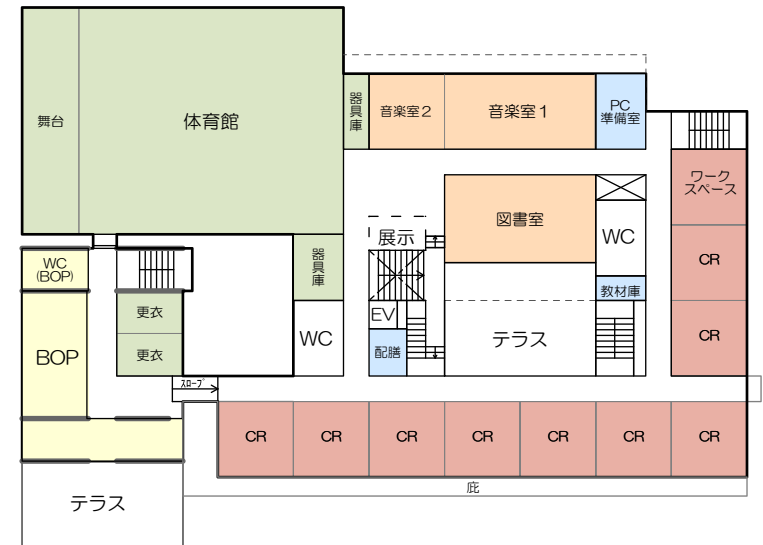 舞台
体育館
器
具
庫
音楽室2
音楽室1
PC
準備室
ワーク
スペース
図書室
展示
WC
CR
WC
(BOP)
器
具
庫
教材庫
更衣
EV
WC
テラス
CR
BOP
更衣
配膳
スロープ
CR
CR
CR
CR
CR
CR
CR
庇
テラス